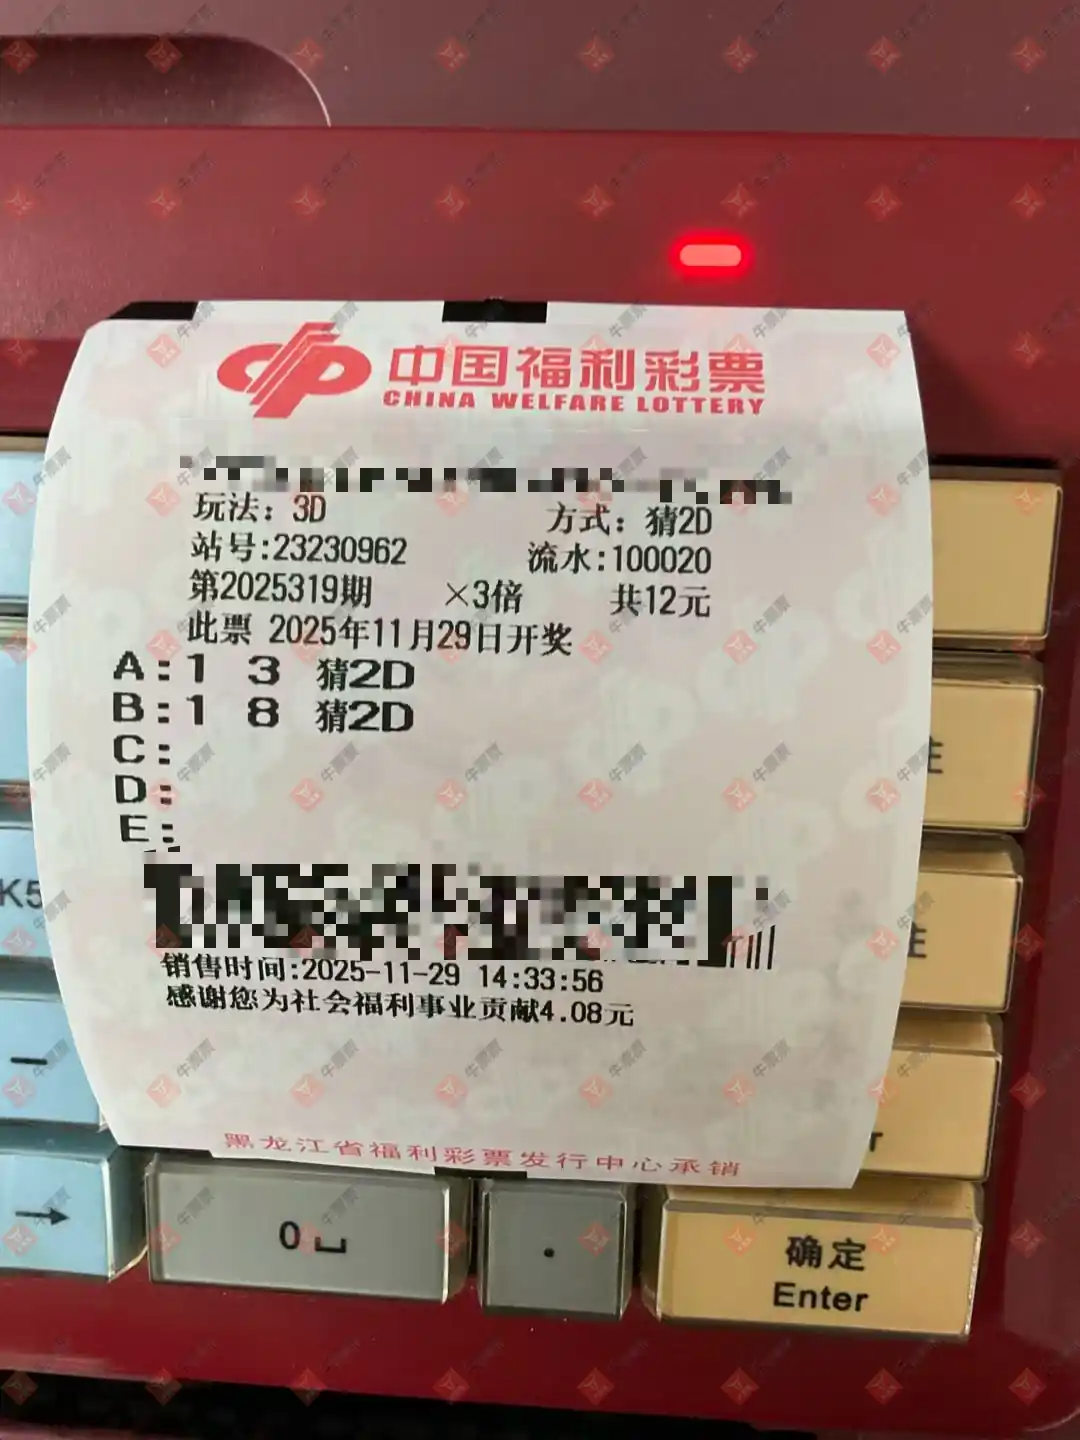 中国福利彩票
CHINA WELFARE LOTTERY
玩法：3D 方式：猜2D
站号:23230962 流水:100020
第2025319期 ×3倍 共12元
此票 2025年11月29日开奖
A:1 3 猜2D
B:1 8 猜2D
C:
D:
E:
销售时间:2025-11-29 14:33:56
感谢您为社会福利事业贡献4.08元
黑龙江省福利彩票发行中心承销
K5
注
—
→
0
.
确定
Enter
牛票票